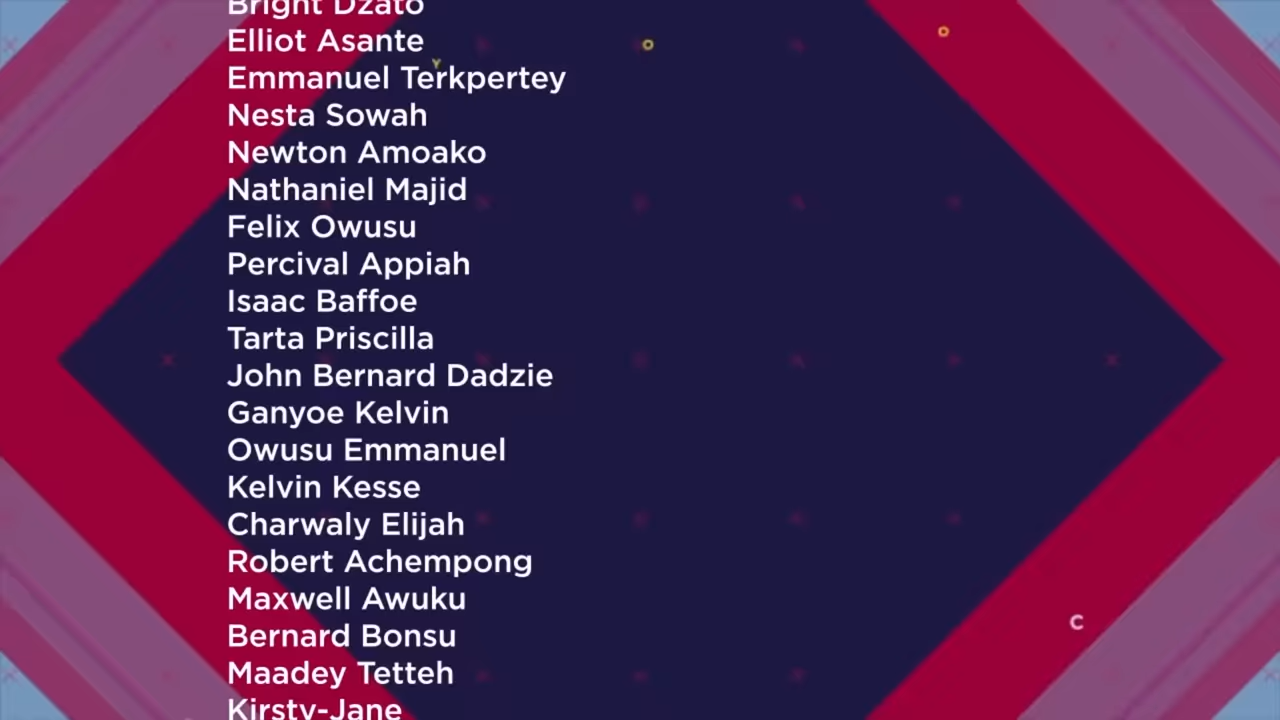 Bright Dzato
Elliot Asante
Emmanuel Terkpertey
Nesta Sowah
Newton Amoako
Nathaniel Majid
Felix Owusu
Percival Appiah
Isaac Baffoe
Tarta Priscilla
John Bernard Dadzie
Ganyoe Kelvin
Owusu Emmanuel
Kelvin Kesse
Charwaly Elijah
Robert Achempong
Maxwell Awuku
Bernard Bonsu
Maadey Tetteh
Kirsty-Jane
Y
O
O
C